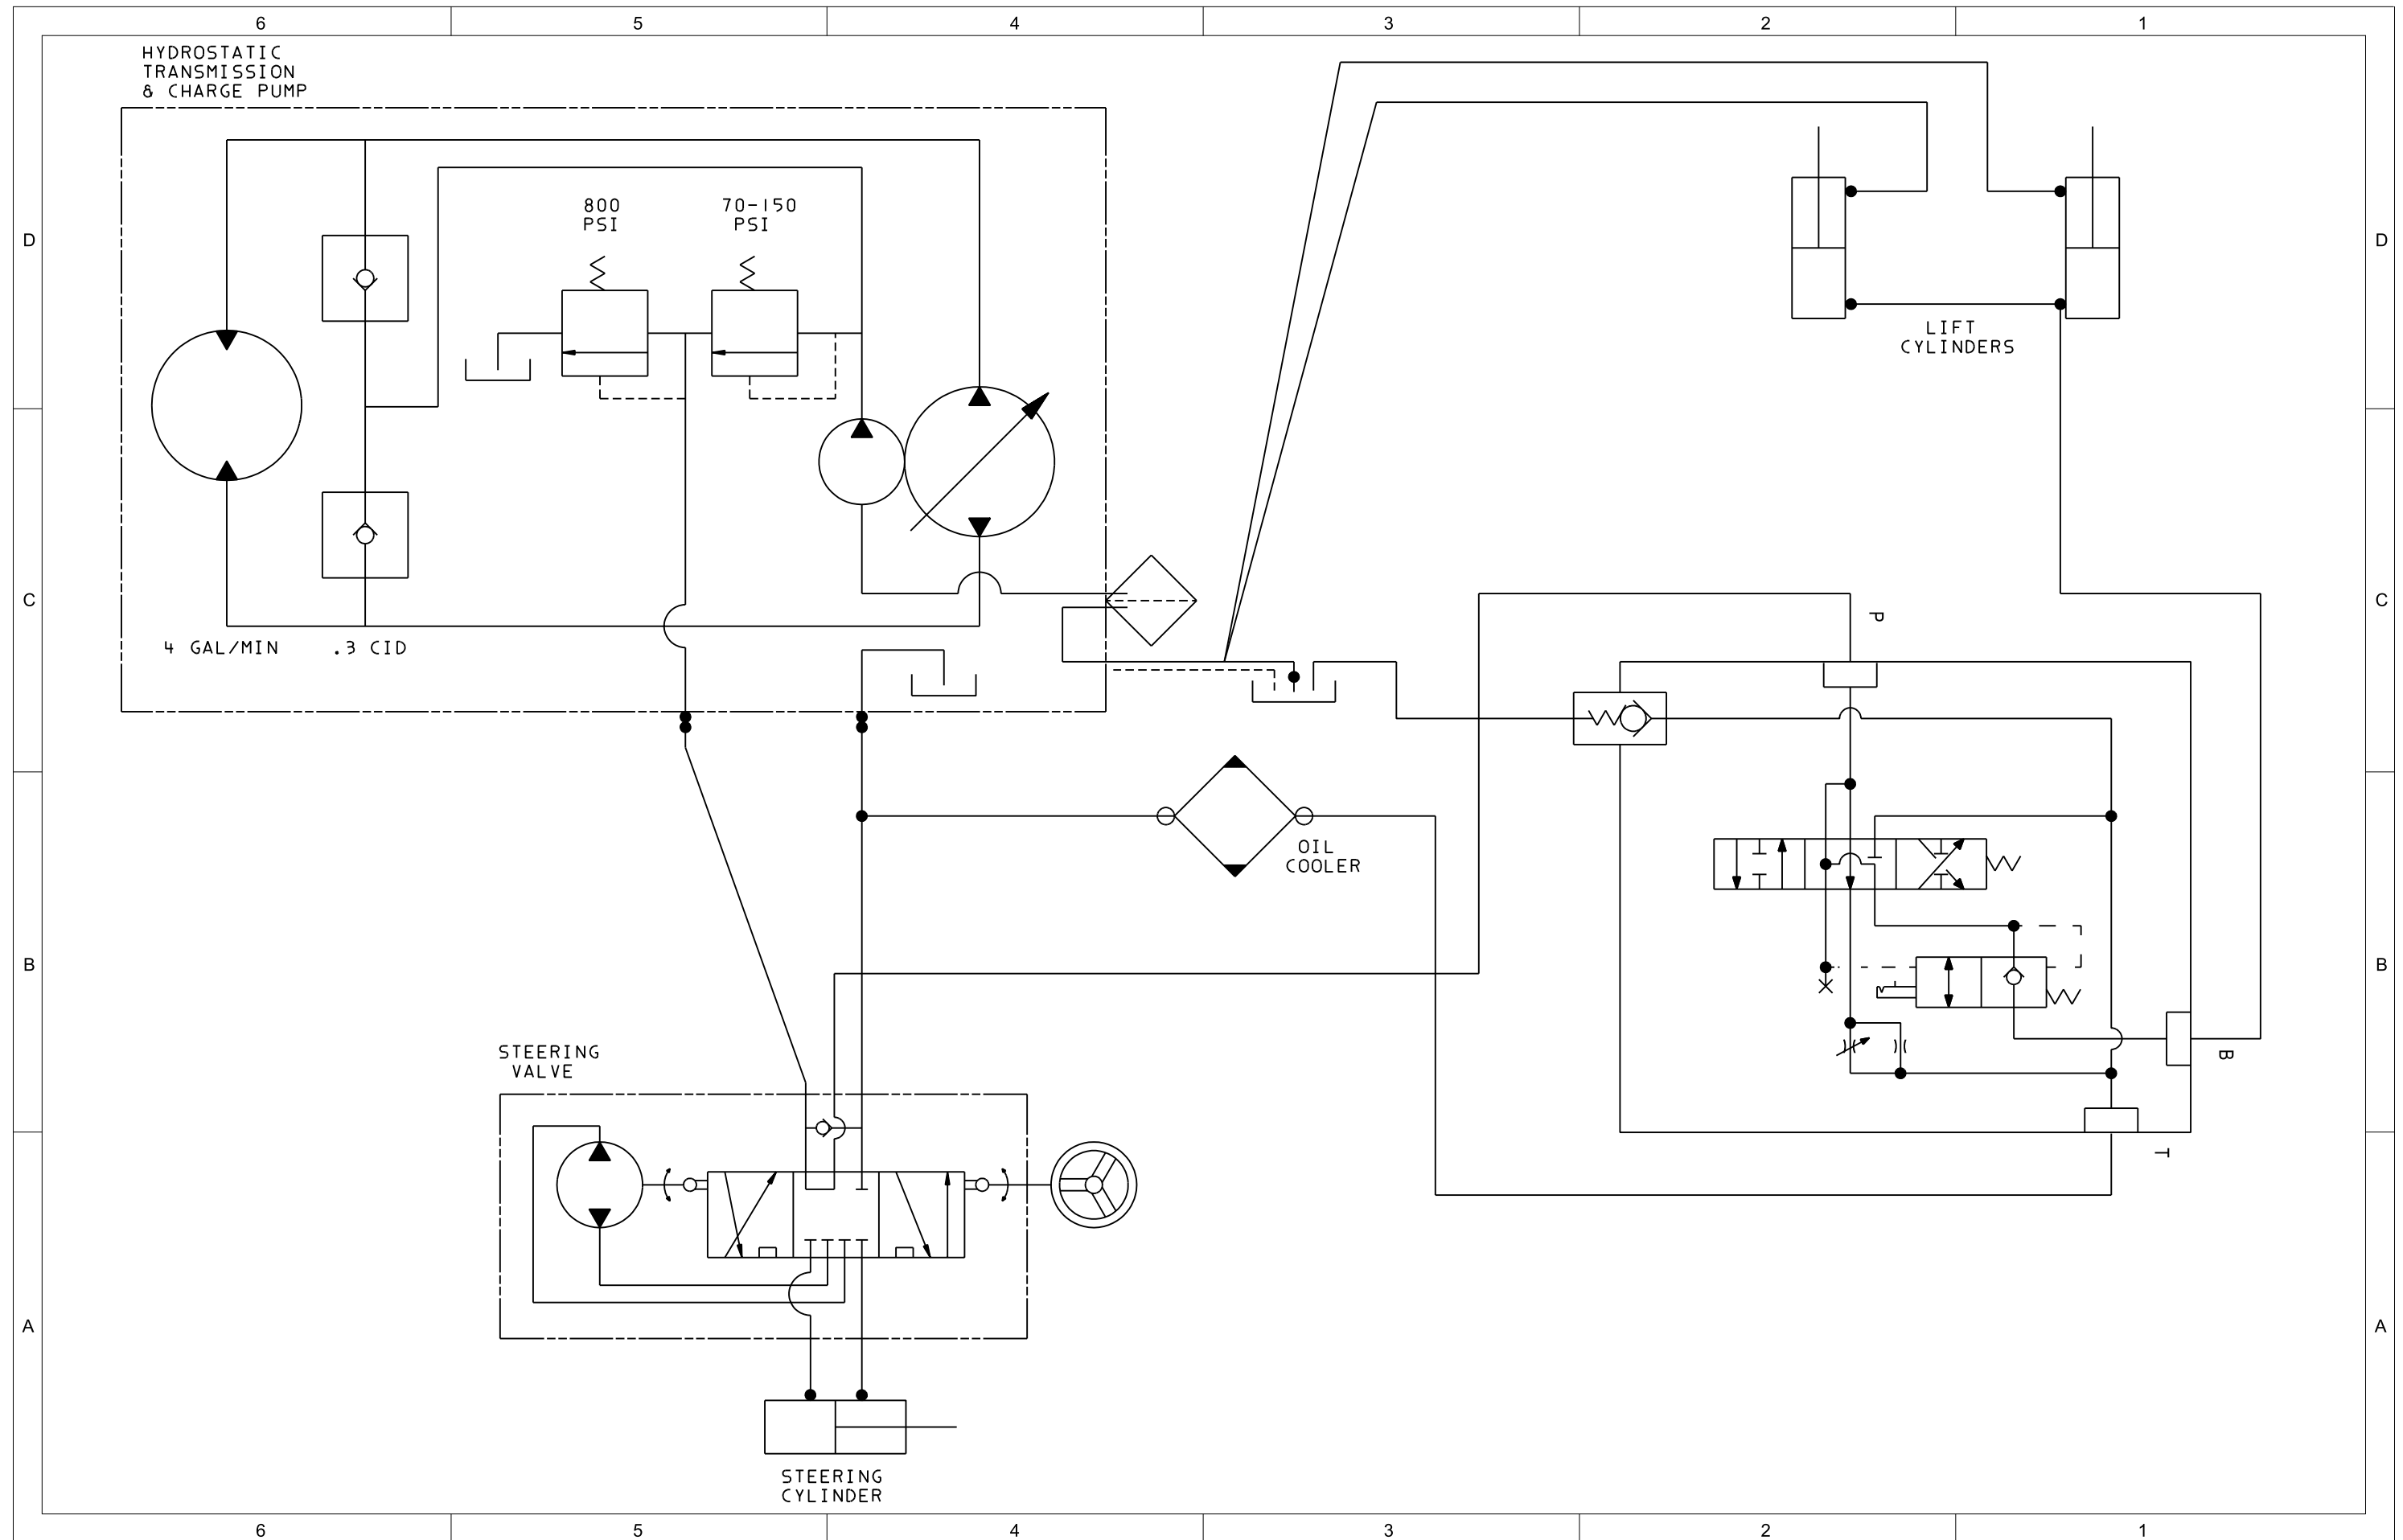 6 5 4 3 2 1
HYDROSTATIC
TRANSMISSION
& CHARGE PUMP
800
PSI
70-150
PSI
D
D
LIFT
CYLINDERS
C
C
P
4 GAL/MIN .3 CID
OIL
COOLER
B
B
STEERING
VALVE
B
T
A
A
STEERING
CYLINDER
6 5 4 3 2 1